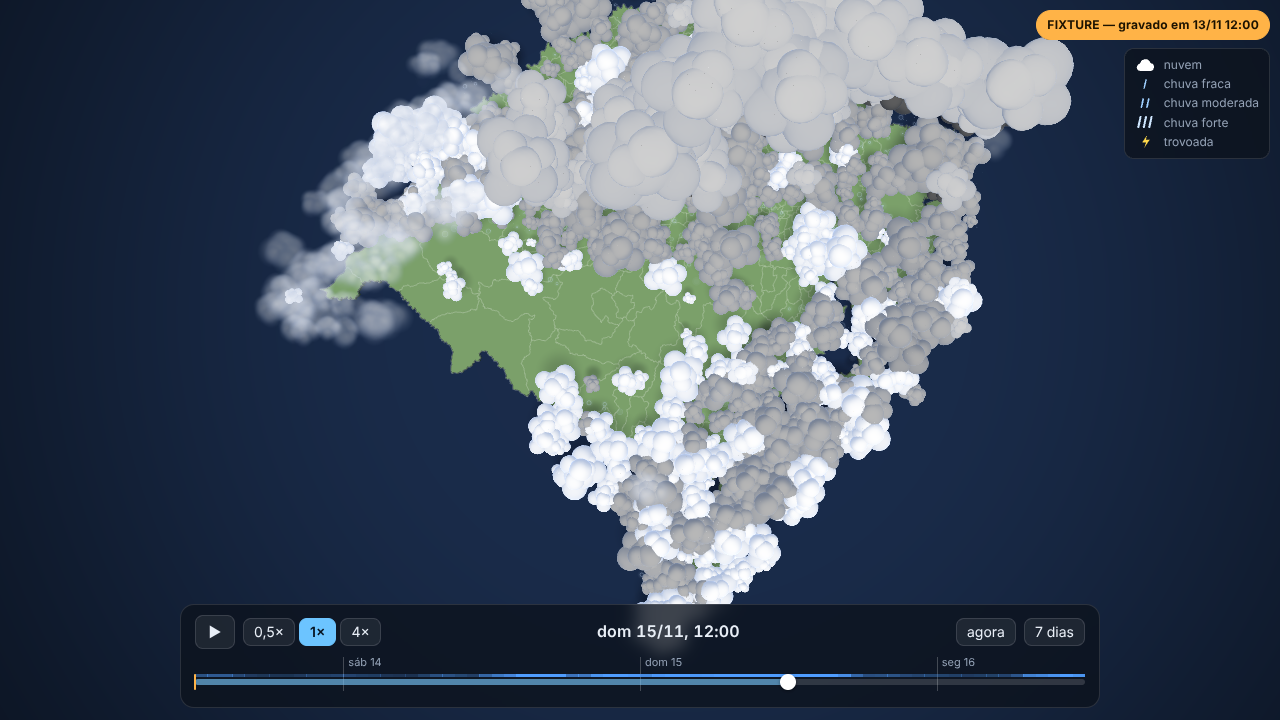 FIXTURE — gravado em 13/11 12:00
nuvem
chuva fraca
chuva moderada
chuva forte
trovoada
0,5×
1×
4×
dom 15/11, 12:00
agora
7 dias
sáb 14
dom 15
seg 16